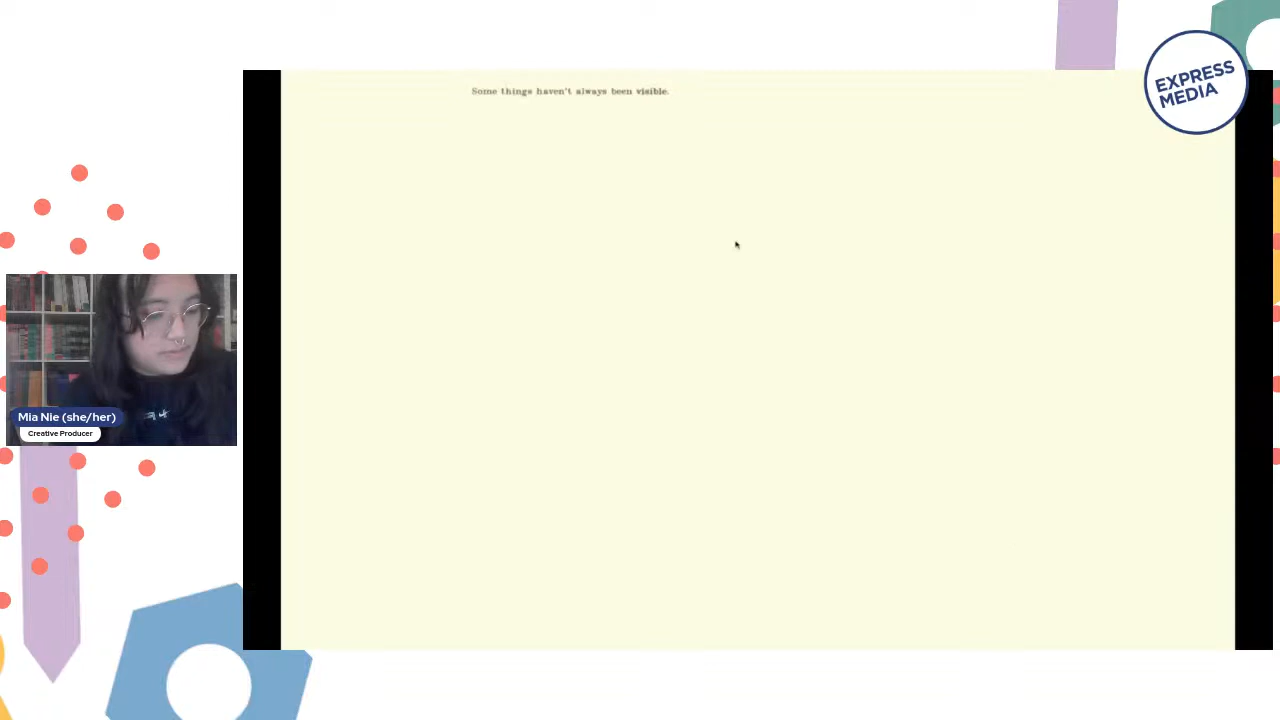 EXPRESS
MEDIA
Some things haven't always been visible.
Mia Nie (she/her)
Creative Producer